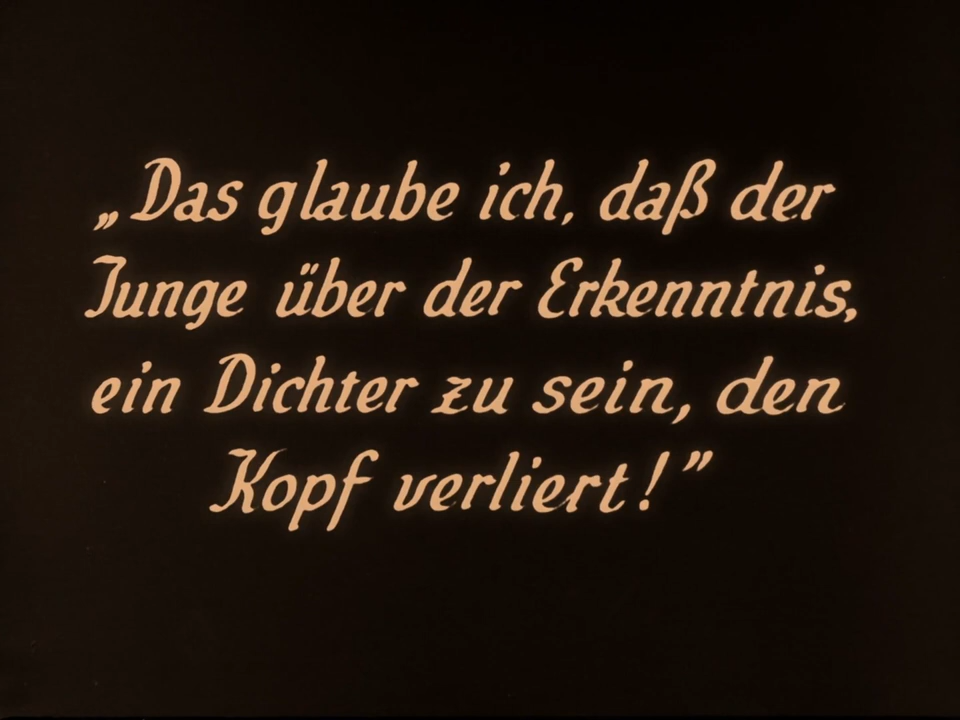 „Das glaube ich, daß der
Junge über der Erkenntnis,
ein Dichter zu sein, den
Kopf verliert!”